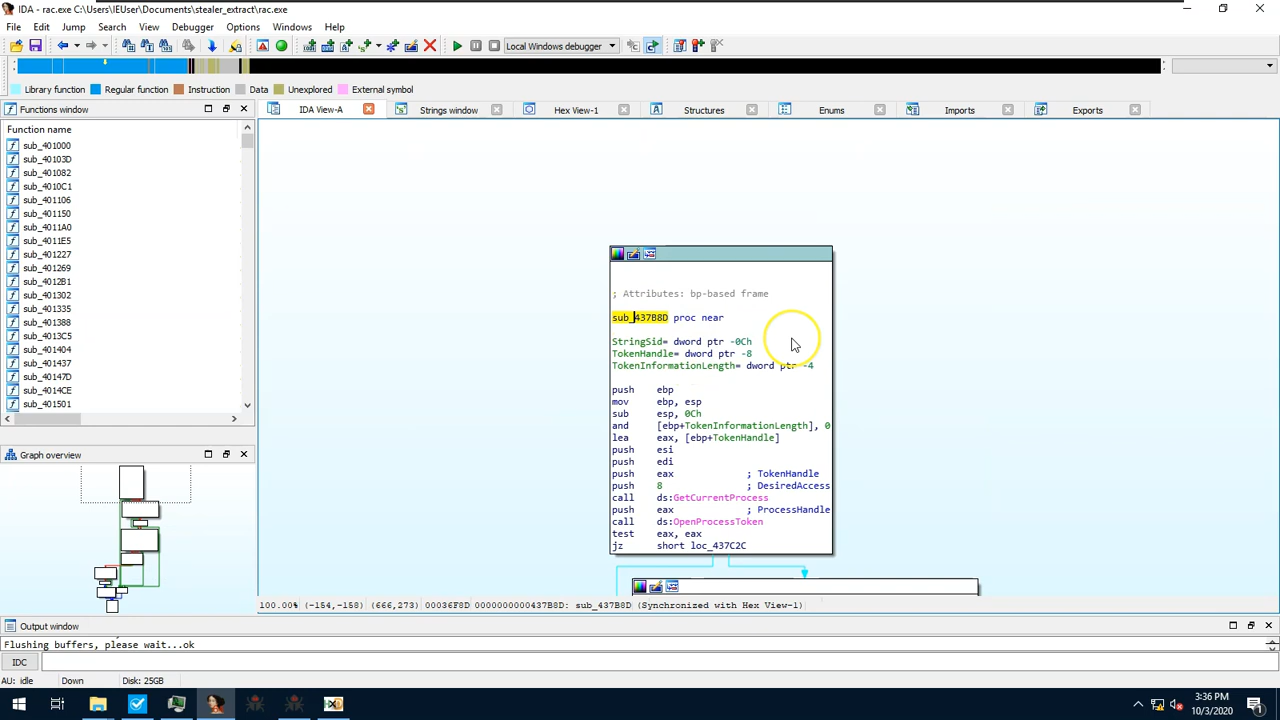 IDA - rac.exe C:\Users\IEUser\Documents\stealer_extract\rac.exe
File Edit Jump Search View Debugger Options Windows Help
Local Windows debugger
Library function Regular function Instruction Data Unexplored External symbol
Functions window
IDA View-A Strings window Hex View-1 Structures Enums Imports Exports
Function name
sub_401000
sub_40103D
sub_401082
sub_4010C1
sub_401106
sub_401150
sub_4011A0
sub_4011E5
sub_401227
sub_401269
sub_4012B1
sub_401302
sub_401335
sub_401388
sub_4013C5
sub_401404
sub_401437
sub_40147D
sub_4014CE
sub_401501
Graph overview
; Attributes: bp-based frame
sub_437B8D proc near
StringSid= dword ptr -0Ch
TokenHandle= dword ptr -8
TokenInformationLength= dword ptr -4
push ebp
mov ebp, esp
sub esp, 0Ch
and [ebp+TokenInformationLength], 0
lea eax, [ebp+TokenHandle]
push esi
push edi
push eax ; TokenHandle
push 8 ; DesiredAccess
call ds:GetCurrentProcess
push eax ; ProcessHandle
call ds:OpenProcessToken
test eax, eax
jz short loc_437C2C
100.00% (-154,-158) (666,273) 00036F8D 0000000000437B8D: sub_437B8D (Synchronized with Hex View-1)
Output window
Flushing buffers, please wait...ok
IDC
AU: idle Down Disk: 25GB
3:36 PM
10/3/2020